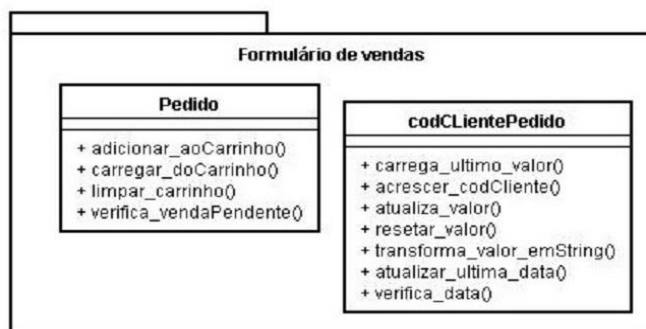 Formulário de vendas
Pedido
+ adicionar_aoCarrinho()
+ carregar_doCarrinho()
+ limpar_carrinho()
+ verifica_vendaPendente()
codCLientePedido
+ carrega_ultimo_valor()
+ acrescer_codCliente()
+ atualiza_valor()
+ resetar_valor()
+ transforma_valor_emString()
+ atualizar_ultima_data()
+ verifica_data()